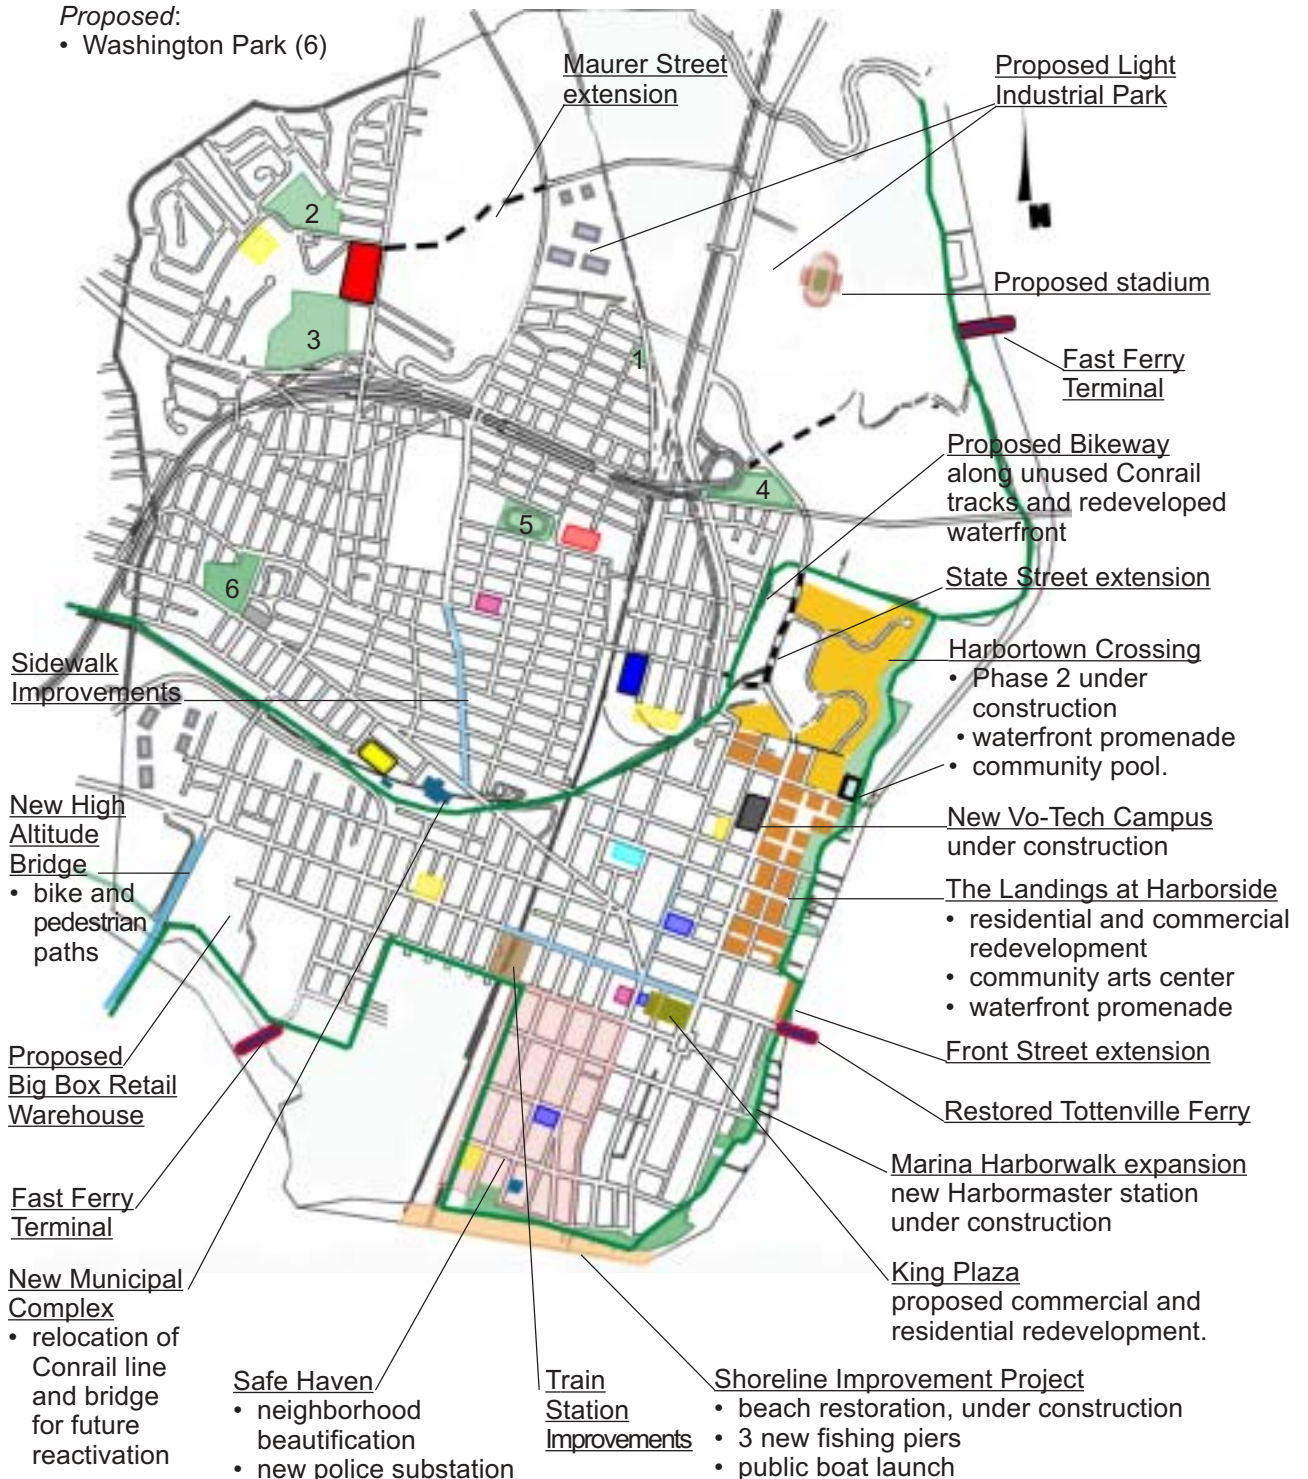 Proposed:
• Washington Park (6)
Maurer Street
extension
Proposed Light
Industrial Park
N
2
Proposed stadium
3
1
Fast Ferry
Terminal
Proposed Bikeway
along unused Conrail
tracks and redeveloped
waterfront
4
5
6
State Street extension
Sidewalk
Improvements
Harbortown Crossing
• Phase 2 under
construction
• waterfront promenade
• community pool.
New High
Altitude
Bridge
• bike and
pedestrian
paths
New Vo-Tech Campus
under construction
The Landings at Harborside
• residential and commercial
redevelopment
• community arts center
• waterfront promenade
Proposed
Big Box Retail
Warehouse
Front Street extension
Restored Tottenville Ferry
Marina Harborwalk expansion
new Harbormaster station
under construction
Fast Ferry
Terminal
King Plaza
proposed commercial and
residential redevelopment.
New Municipal
Complex
• relocation of
Conrail line
and bridge
for future
reactivation
Safe Haven
• neighborhood
beautification
• new police substation
Train
Station
Improvements
Shoreline Improvement Project
• beach restoration, under construction
• 3 new fishing piers
• public boat launch